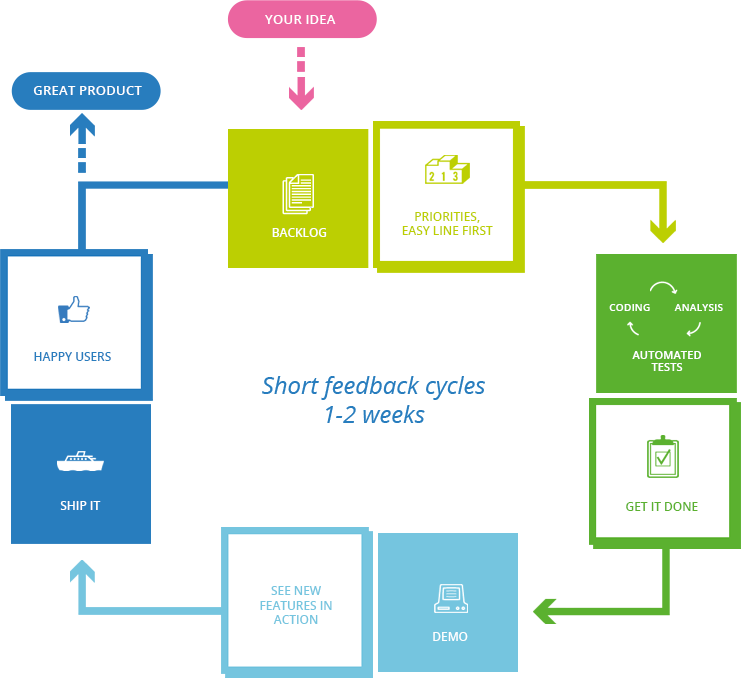 YOUR IDEA
GREAT PRODUCT
BACKLOG
2 1 3
PRIORITIES,
EASY LINE FIRST
CODING
ANALYSIS
AUTOMATED
TESTS
HAPPY USERS
Short feedback cycles
1-2 weeks
SHIP IT
GET IT DONE
SEE NEW
FEATURES IN
ACTION
DEMO